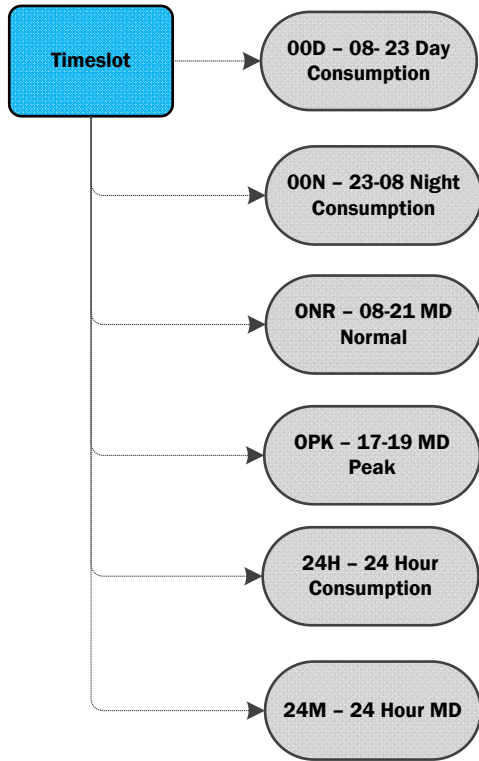 Timeslot
00D – 08- 23 Day
Consumption
00N – 23-08 Night
Consumption
0NR – 08-21 MD
Normal
0PK – 17-19 MD
Peak
24H – 24 Hour
Consumption
24M – 24 Hour MD